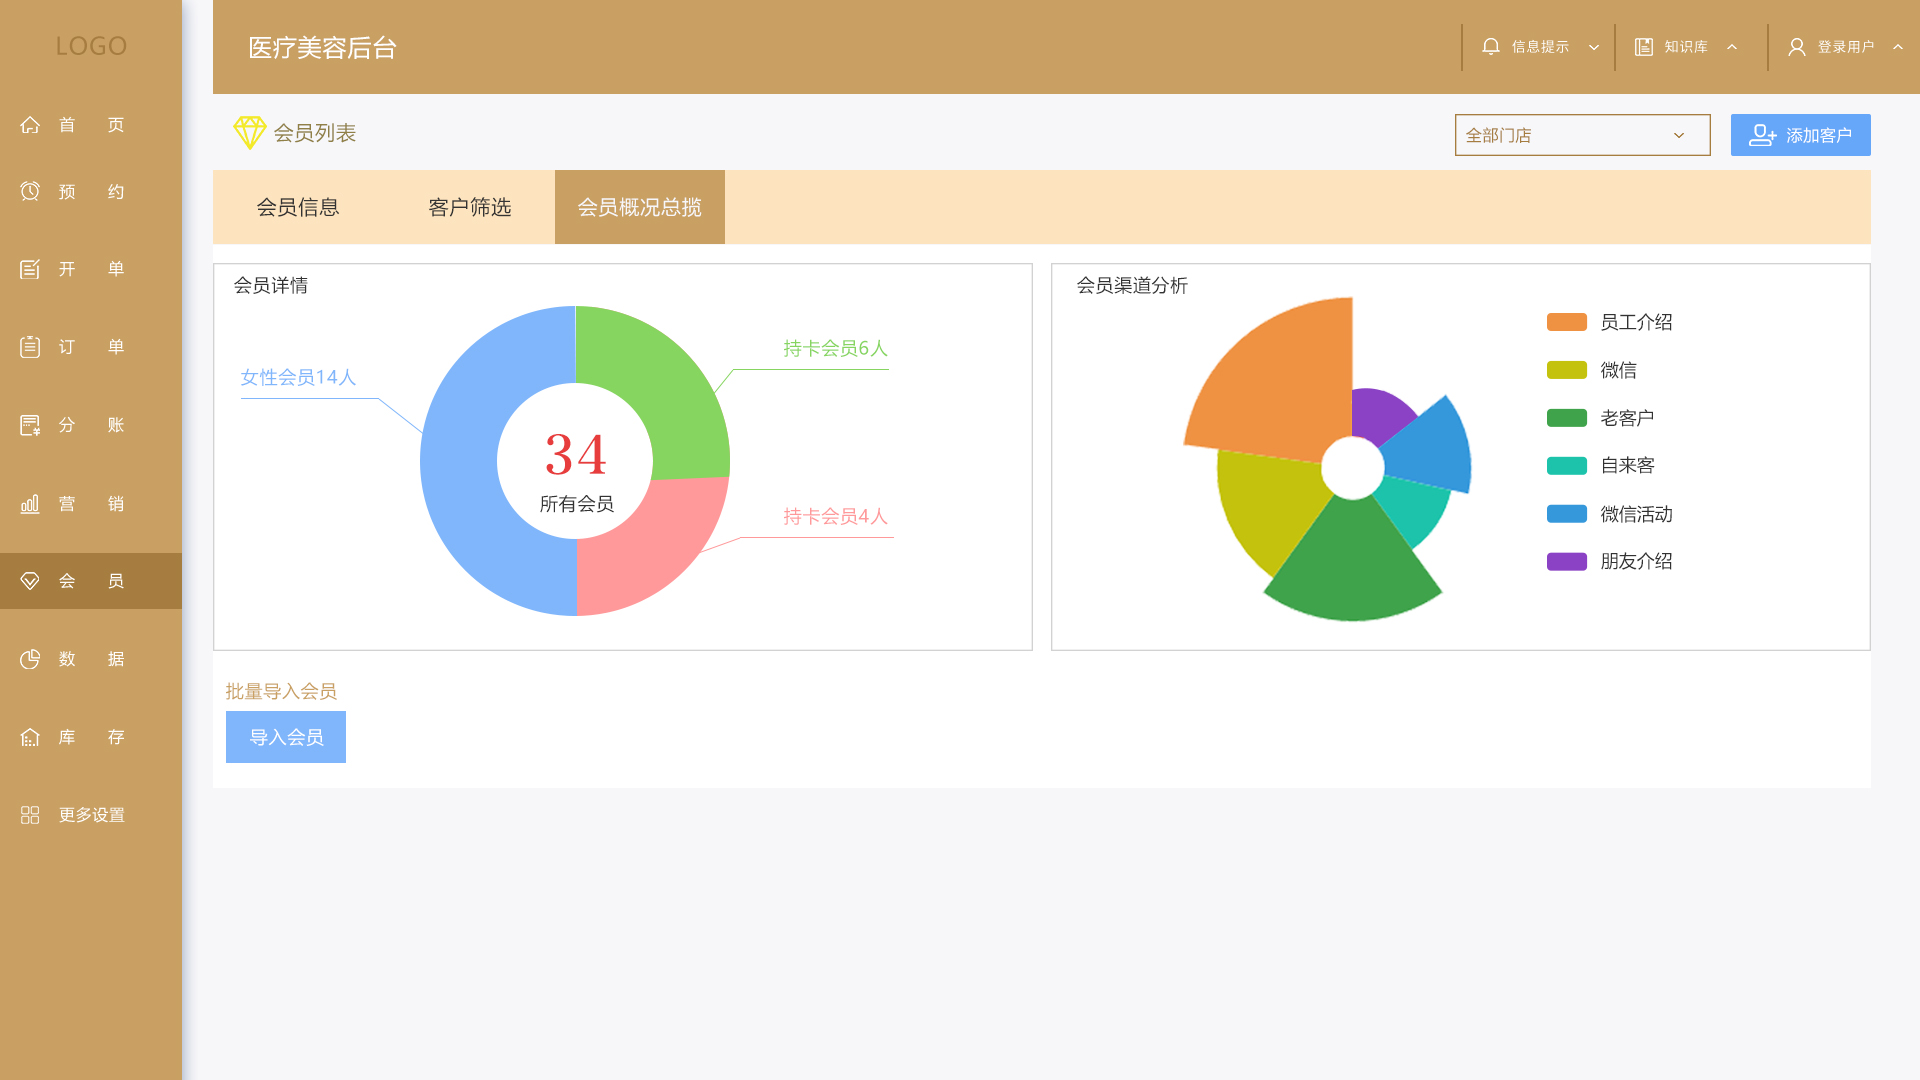 LOGO
首 页
预 约
开 单
订 单
分 账
营 销
会 员
数 据
库 存
更多设置
医疗美容后台
信息提示
知识库
登录用户
会员列表
全部门店
添加客户
会员信息
客户筛选
会员概况总揽
会员详情
女性会员14人
持卡会员6人
持卡会员4人
34
所有会员
会员渠道分析
员工介绍
微信
老客户
自来客
微信活动
朋友介绍
批量导入会员
导入会员